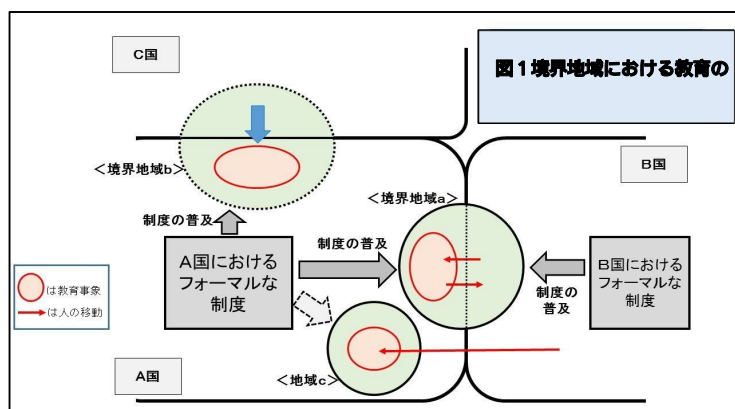 C国
図1境界地域における教育の
＜境界地域b＞
＜境界地域a＞
B国
制度の普及
A国における
フォーマルな
制度
制度の普及
B国における
フォーマルな
制度
制度の
普及
は教育事象
は人の移動
A国
＜地域c＞